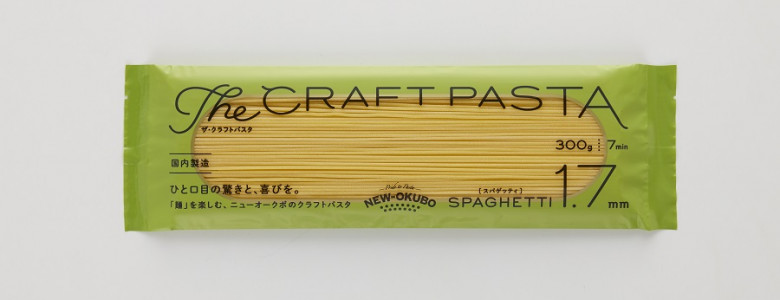 The CRAFT PASTA
ザ・クラフトパスタ
300g 7min
国内製造
ひと口目の驚きと、喜びを。
「麺」を楽しむ、ニューオークボのクラフトパスタ
NEW-OKUBO
[スパゲッティ]
SPAGHETTI 1.7mm